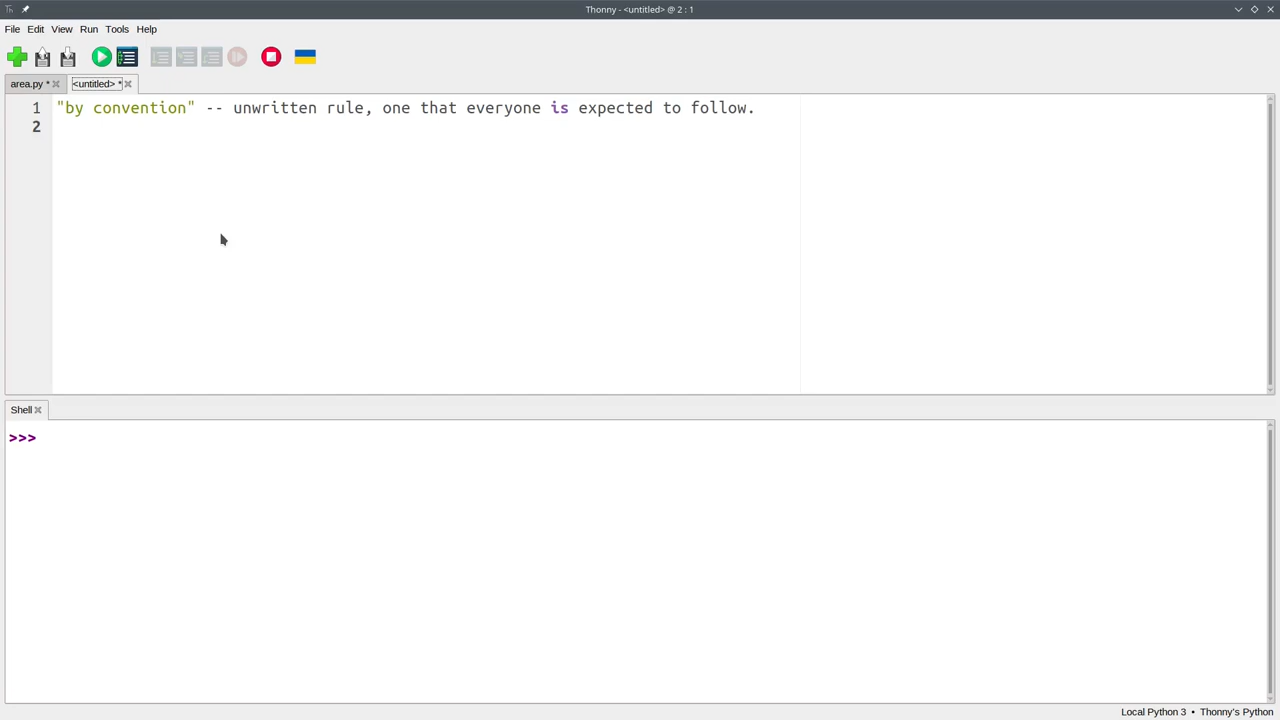 Th Thonny - <untitled> @ 2 : 1
File Edit View Run Tools Help
area.py * <untitled> *
1 "by convention" -- unwritten rule, one that everyone is expected to follow.
2
Shell
>>>
Local Python 3 • Thonny's Python